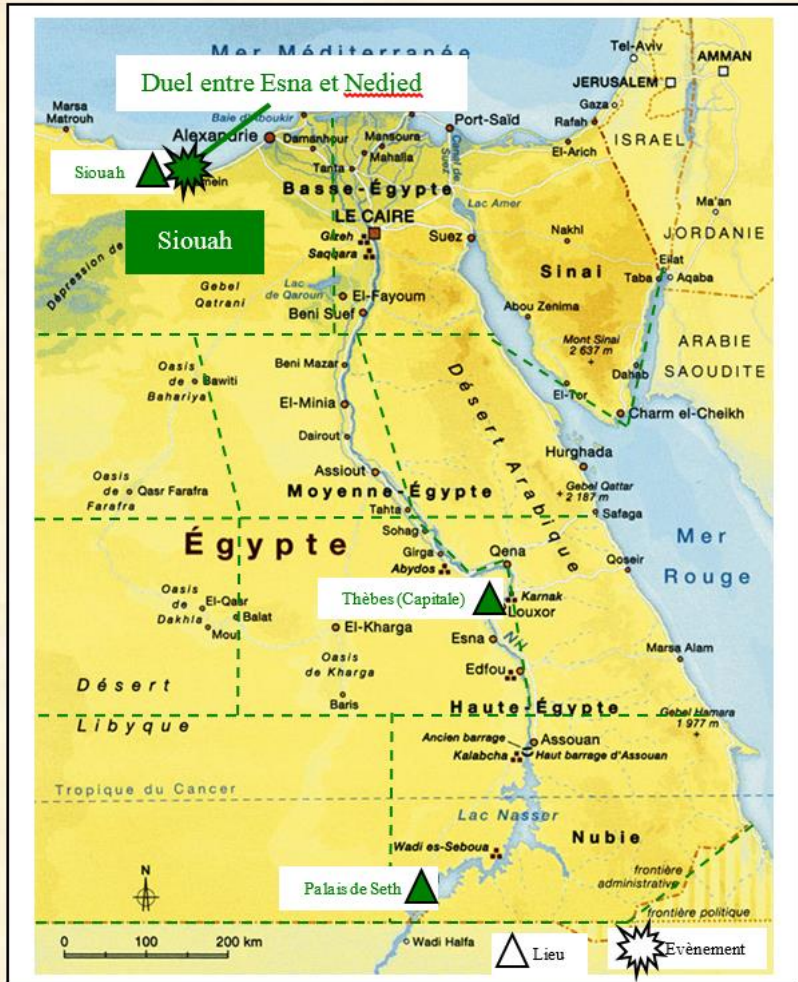 Mer Méditerranée
Tel-Aviv
AMMAN
Duel entre Esna et Nedjed
JERUSALEM
Gaza
Marsa
Matrouh
Alexandrie
Damanhour
Mansoura
Port-Saïd
Rafah
ISRAEL
El-Arich
Siouah
mein
Tanta
Mahalla
Canal de
Suez
Basse-Égypte
Lac Amer
Ma'an
JORDANIE
Siouah
LE CAIRE
Gizeh
Saqqara
Suez
Nakhl
Eilat
Taba
Aqaba
Sinai
Dépression de
Gebel
Qatrani
Lac
de Qaroun
El-Fayoum
Beni Suef
Abou Zenima
Mont Sinai
2 637 m
ARABIE
SAOUDITE
Oasis
de
Bahariya
Bawiti
Beni Mazar
El-Minia
Dairout
Dahab
El-Tor
Charm el-Cheikh
Désert Arabique
Hurghada
Oasis
de
Farafra
Qasr Farafra
Assiout
Moyenne-Égypte
Tahta
Gebel Qattar
2 187 m
Safaga
Égypte
Sohag
Girga
Abydos
Qena
Qoseir
Mer
Rouge
Oasis
de
Dakhla
El-Qasr
Balat
Mout
El-Kharga
Thèbes (Capitale)
Karnak
Louxor
Esna
Nil
Oasis
de Kharga
Baris
Edfou
Marsa Alam
Désert
Libyque
Haute-Égypte
Gebel Hamara
1 977 m
Ancien barrage
Assouan
Kalabcha
Haut barrage d'Assouan
Tropique du Cancer
Lac Nasser
Nubie
Wadi es-Seboua
Palais de Seth
frontière
administrative
frontière politique
N
0 100 200 km
Wadi Halfa
Lieu
Evènement